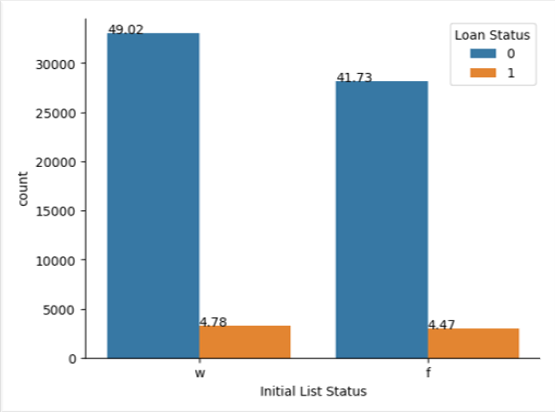 49.02
Loan Status
0
1
41.73
30000
25000
20000
15000
10000
5000
0
count
4.78
4.47
w
f
Initial List Status